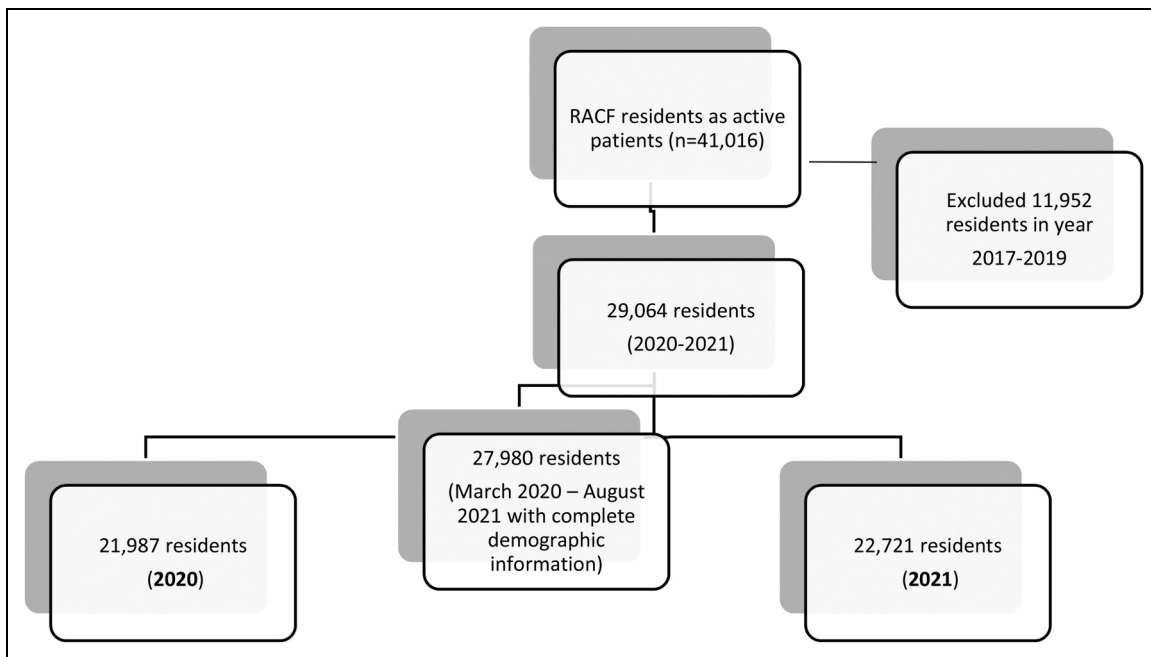 RACF residents as active
patients (n=41,016)
Excluded 11,952
residents in year
2017-2019
29,064 residents
(2020-2021)
27,980 residents
(March 2020 – August
2021 with complete
demographic
information)
21,987 residents
(2020)
22,721 residents
(2021)